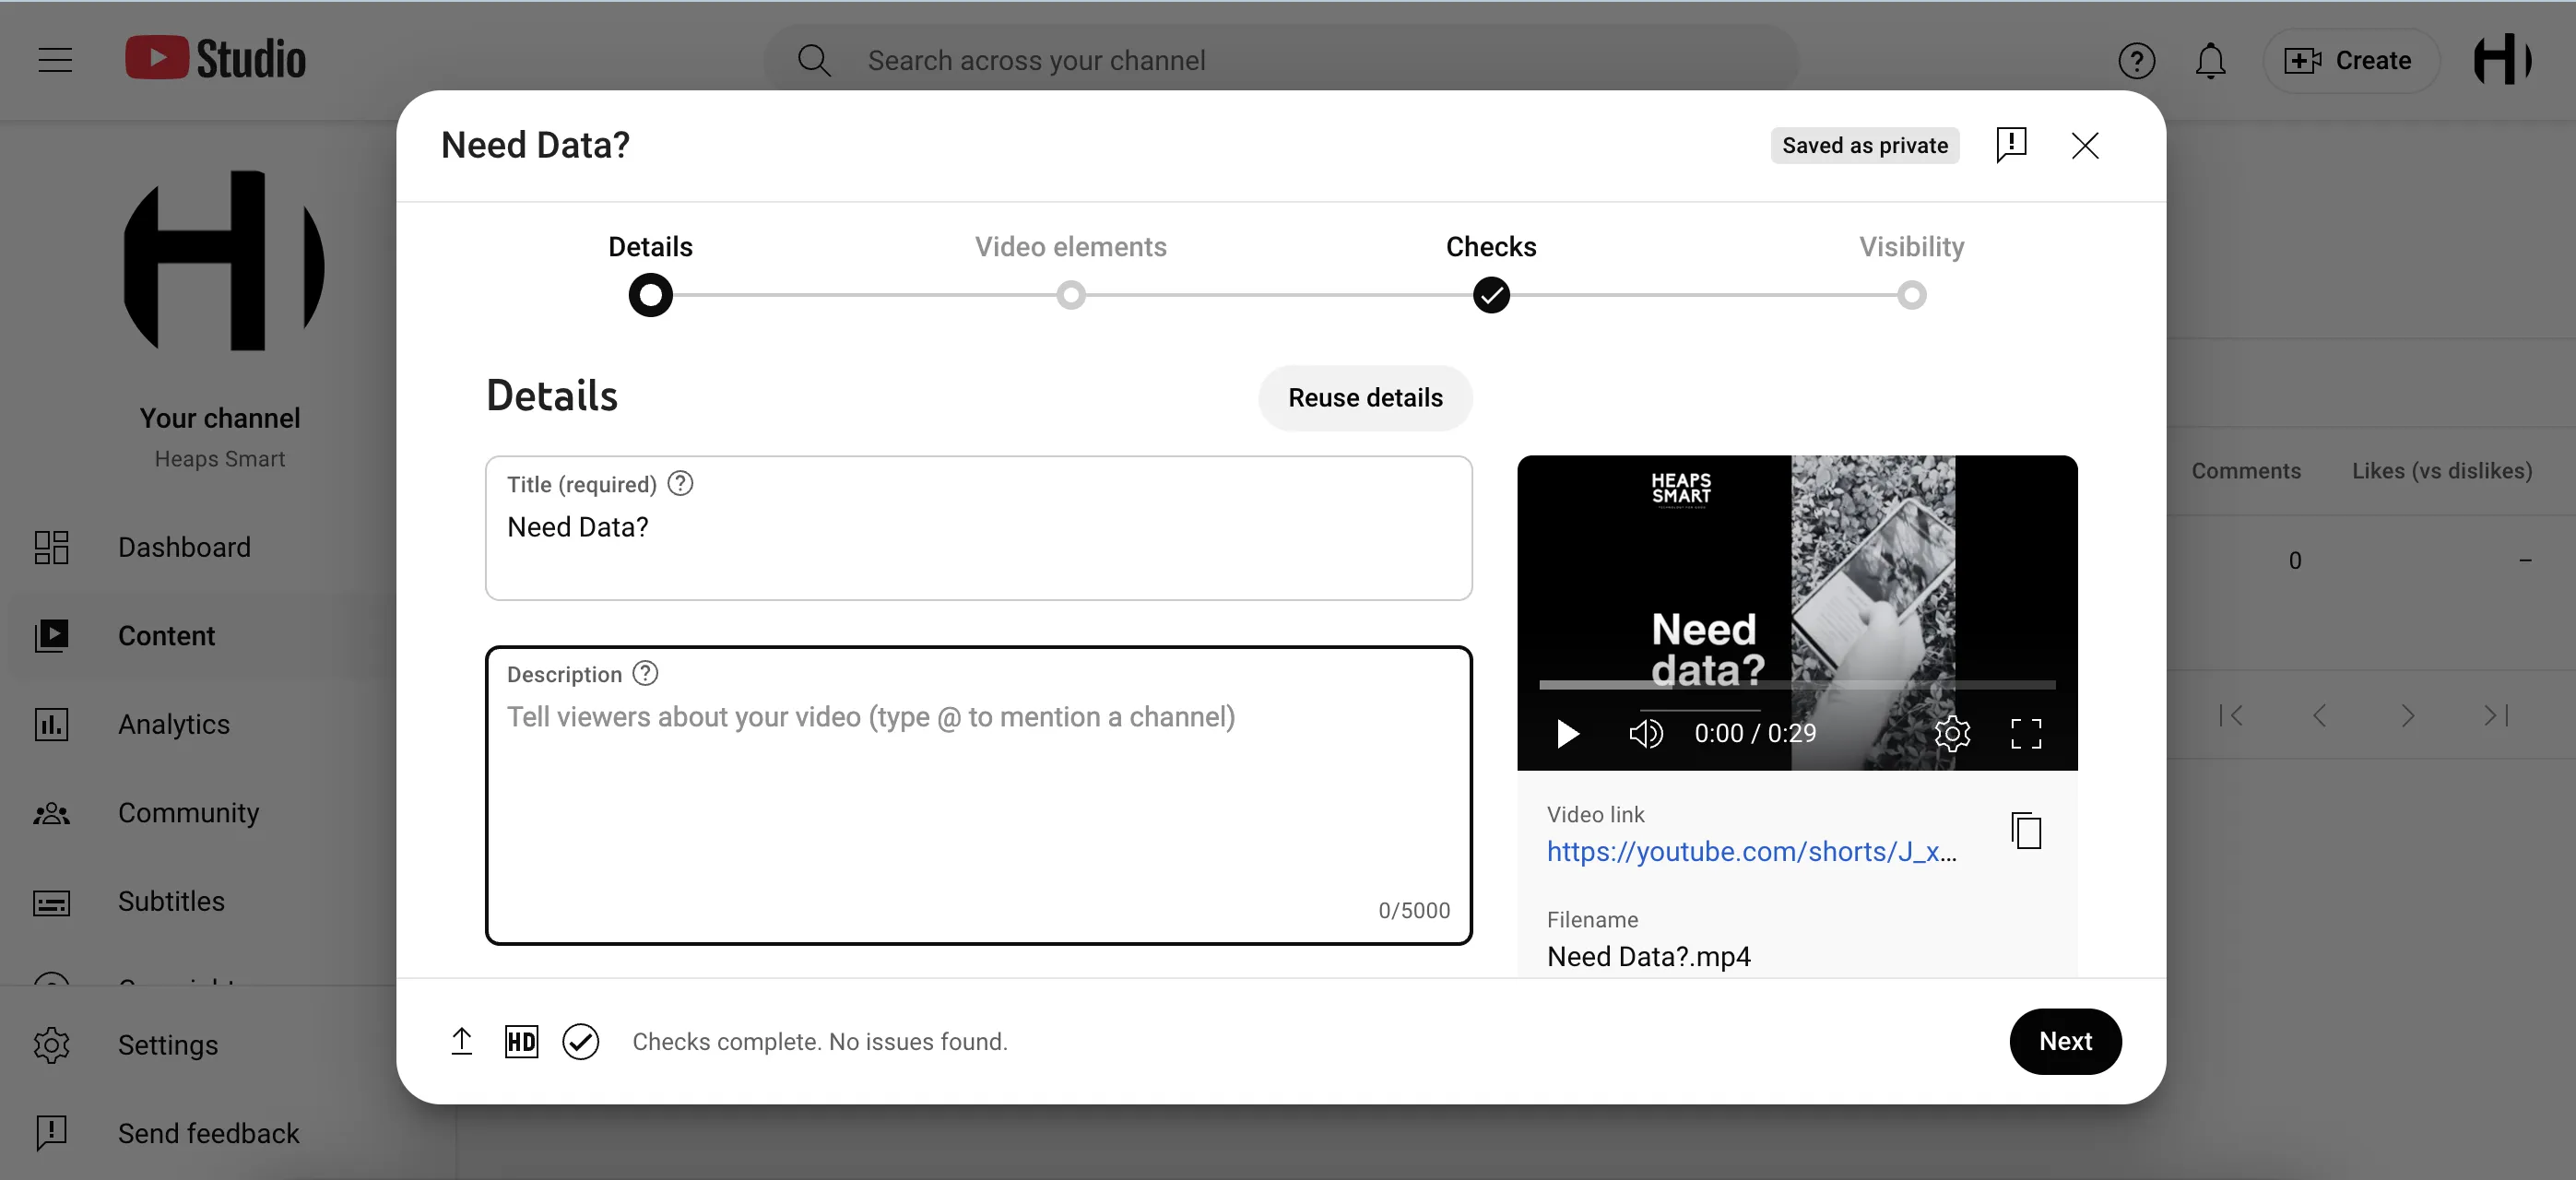 Studio
Search across your channel
Create
Need Data?
Saved as private
Details
Video elements
Checks
Visibility
Details
Reuse details
Title (required)
Need Data?
Description
Tell viewers about your video (type @ to mention a channel)
0/5000
HEAPS
SMART
Need
data?
0:00 / 0:29
Video link
https://youtube.com/shorts/J_x...
Filename
Need Data?.mp4
HD
Checks complete. No issues found.
Next
Your channel
Heaps Smart
Dashboard
Content
Analytics
Community
Subtitles
Settings
Send feedback
Comments
Likes (vs dislikes)
0
–